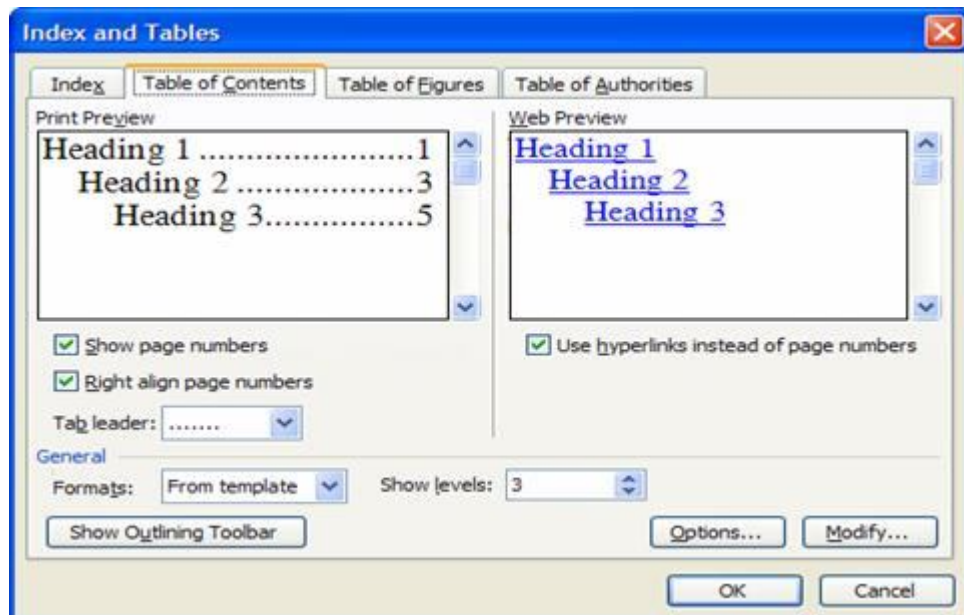 Index and Tables
Index
Table of Contents
Table of Figures
Table of Authorities
Print Preview
Heading 1 ......................1
Heading 2 ..................3
Heading 3.................5
Show page numbers
Right align page numbers
Tab leader: .......
Web Preview
Heading 1
Heading 2
Heading 3
Use hyperlinks instead of page numbers
General
Formats: From template Show levels: 3
Show Outlining Toolbar Options... Modify...
OK Cancel